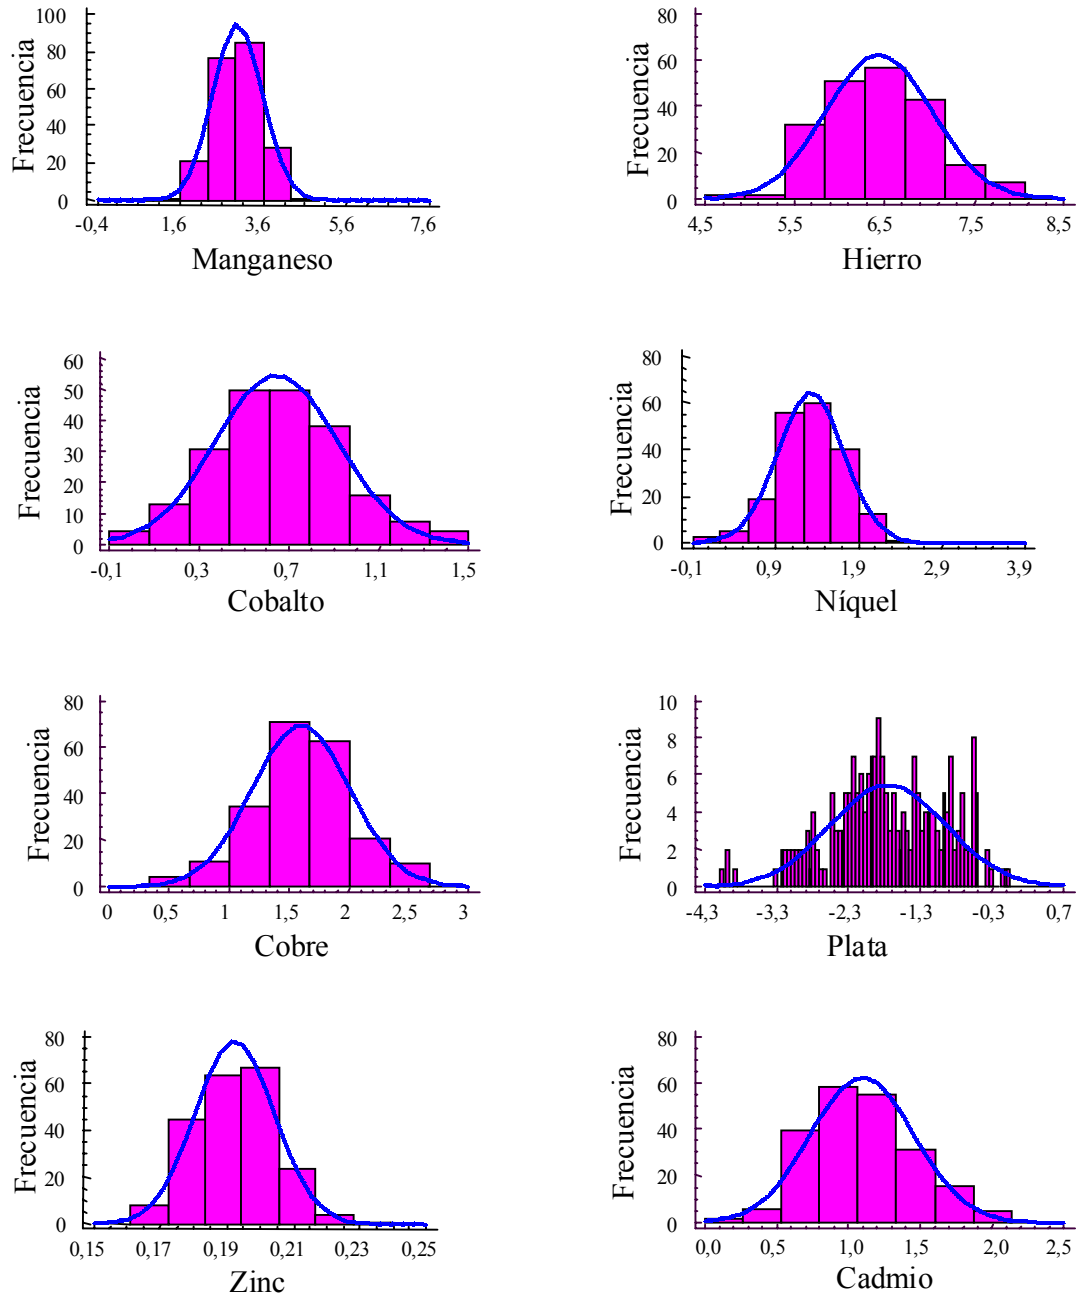 Frecuencia
100
80
60
40
20
0
-0,4 1,6 3,6 5,6 7,6
Manganeso
Frecuencia
80
60
40
20
0
4,5 5,5 6,5 7,5 8,5
Hierro
Frecuencia
60
50
40
30
20
10
0
-0,1 0,3 0,7 1,1 1,5
Cobalto
Frecuencia
80
60
40
20
0
-0,1 0,9 1,9 2,9 3,9
Níquel
Frecuencia
80
60
40
20
0
0 0,5 1 1,5 2 2,5 3
Cobre
Frecuencia
10
8
6
4
2
0
-4,3 -3,3 -2,3 -1,3 -0,3 0,7
Plata
Frecuencia
80
60
40
20
0
0,15 0,17 0,19 0,21 0,23 0,25
Zinc
Frecuencia
80
60
40
20
0
0,0 0,5 1,0 1,5 2,0 2,5
Cadmio